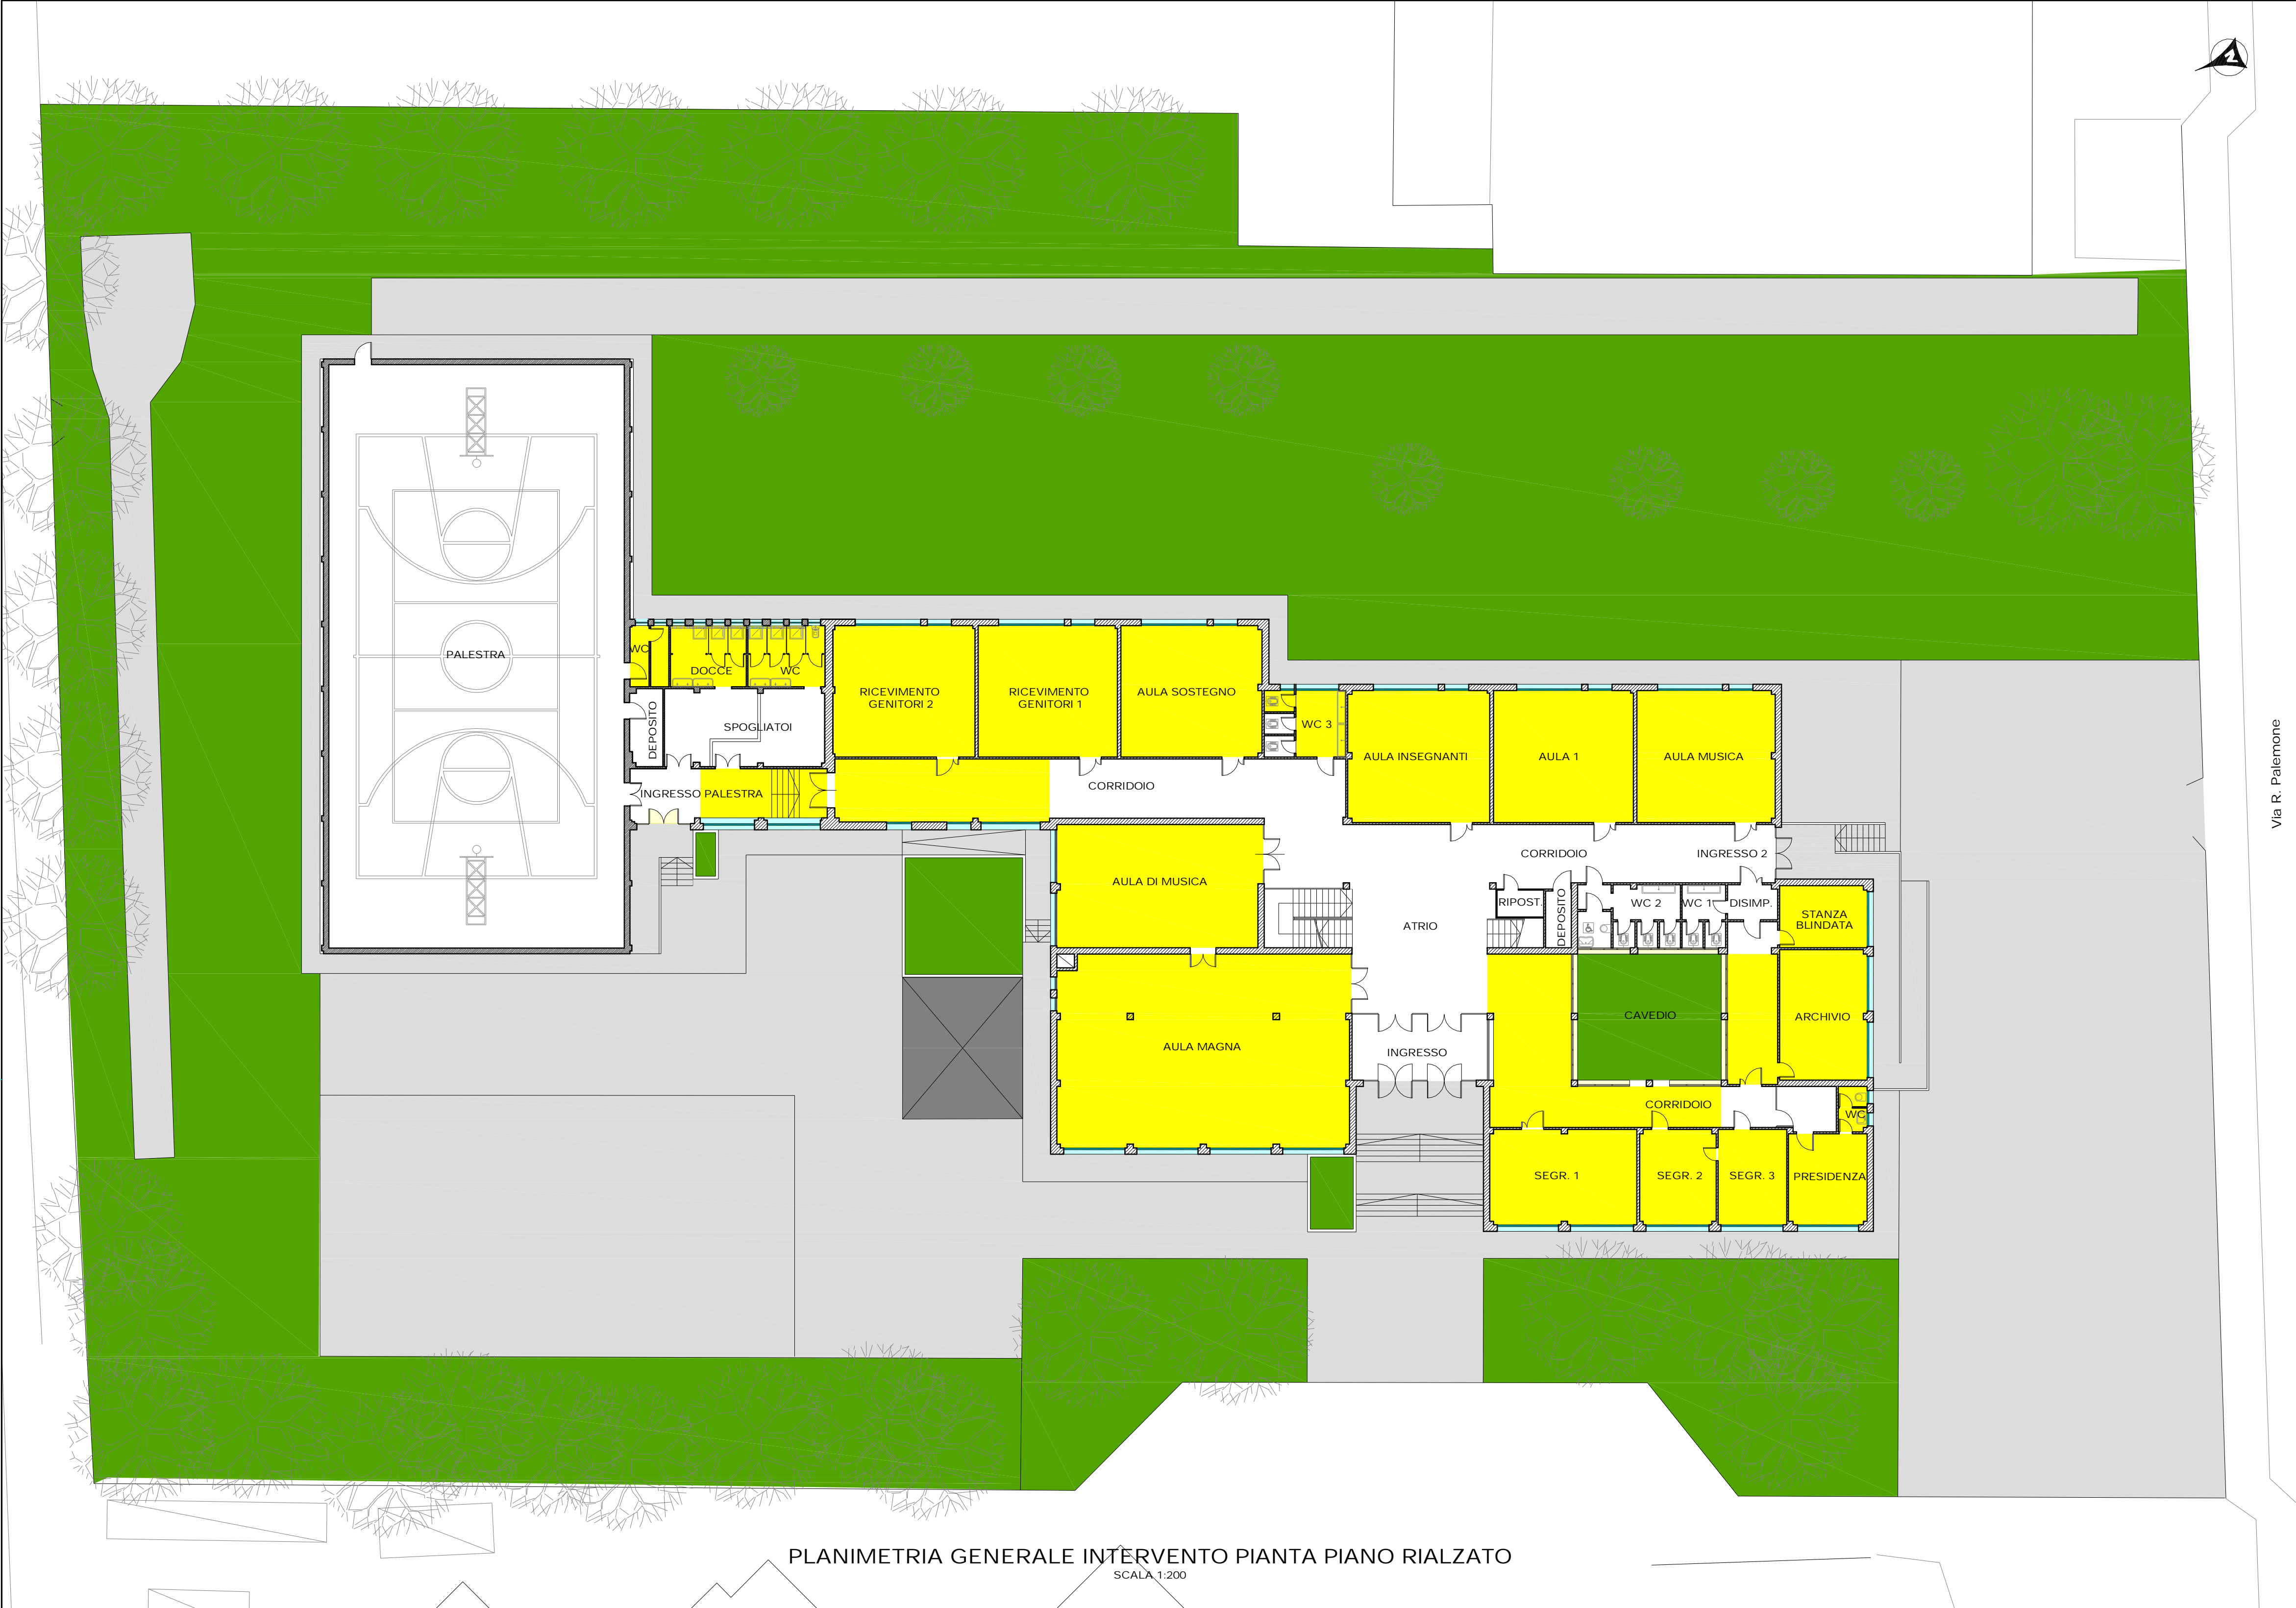 N
PALESTRA
WC
DOCCE
WC
DEPOSITO
SPOGLIATOI
INGRESSO PALESTRA
RICEVIMENTO
GENITORI 2
RICEVIMENTO
GENITORI 1
AULA SOSTEGNO
WC 3
AULA INSEGNANTI
AULA 1
AULA MUSICA
CORRIDOIO
CORRIDOIO
INGRESSO 2
AULA DI MUSICA
ATRIO
RIPOST.
DEPOSITO
WC 2
WC 1
DISIMP.
STANZA
BLINDATA
CAVEDIO
ARCHIVIO
AULA MAGNA
INGRESSO
CORRIDOIO
WC
SEGR. 1
SEGR. 2
SEGR. 3
PRESIDENZA
Via R. Palemone
PLANIMETRIA GENERALE INTERVENTO PIANTA PIANO RIALZATO
SCALA 1:200